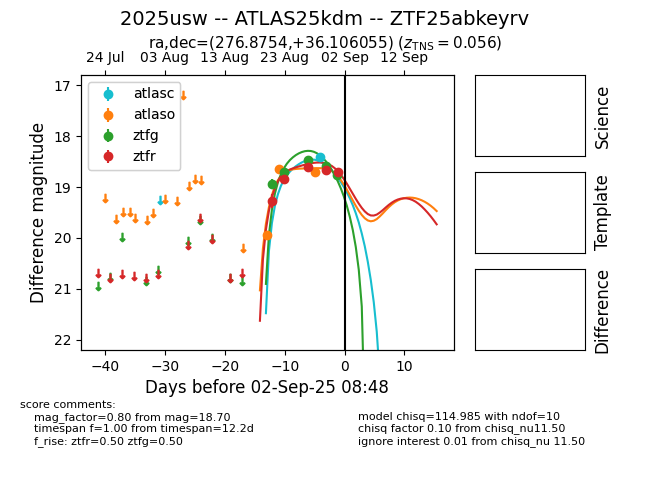 2025usw -- ATLAS25kdm -- ZTF25abkeyrv
ra,dec=(276.8754,+36.106055) (z_TNS = 0.056)
24 Jul 03 Aug 13 Aug 23 Aug 02 Sep 12 Sep
atlasc
atlaso
ztfg
ztfr
17
18
19
20
21
22
Difference magnitude
−40 −30 −20 −10 0 10
Days before 02-Sep-25 08:48
Science
Template
Difference
score comments:
mag_factor=0.80 from mag=18.70
timespan f=1.00 from timespan=12.2d
f_rise: ztfr=0.50 ztfg=0.50
model chisq=114.985 with ndof=10
chisq factor 0.10 from chisq_nu11.50
ignore interest 0.01 from chisq_nu 11.50